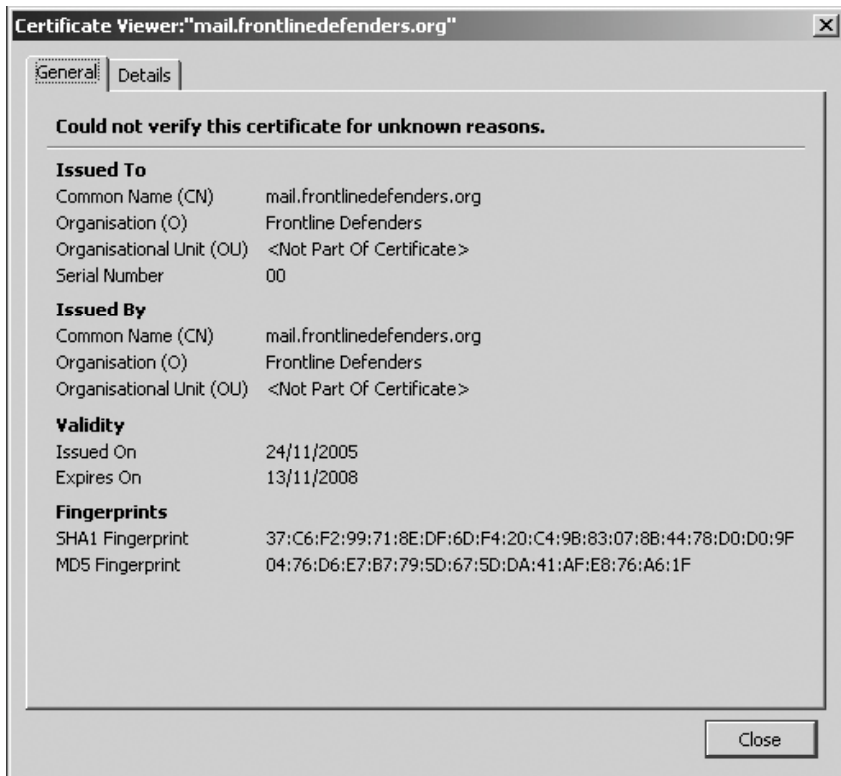 Certificate Viewer:"mail.frontlinedefenders.org"
General Details
Could not verify this certificate for unknown reasons.
Issued To
Common Name (CN) mail.frontlinedefenders.org
Organisation (O) Frontline Defenders
Organisational Unit (OU) <Not Part Of Certificate>
Serial Number 00
Issued By
Common Name (CN) mail.frontlinedefenders.org
Organisation (O) Frontline Defenders
Organisational Unit (OU) <Not Part Of Certificate>
Validity
Issued On 24/11/2005
Expires On 13/11/2008
Fingerprints
SHA1 Fingerprint 37:C6:F2:99:71:8E:DF:6D:F4:20:C4:9B:83:07:8B:44:78:D0:D0:9F
MD5 Fingerprint 04:76:D6:E7:B7:79:5D:67:5D:DA:41:AF:E8:76:A6:1F
Close